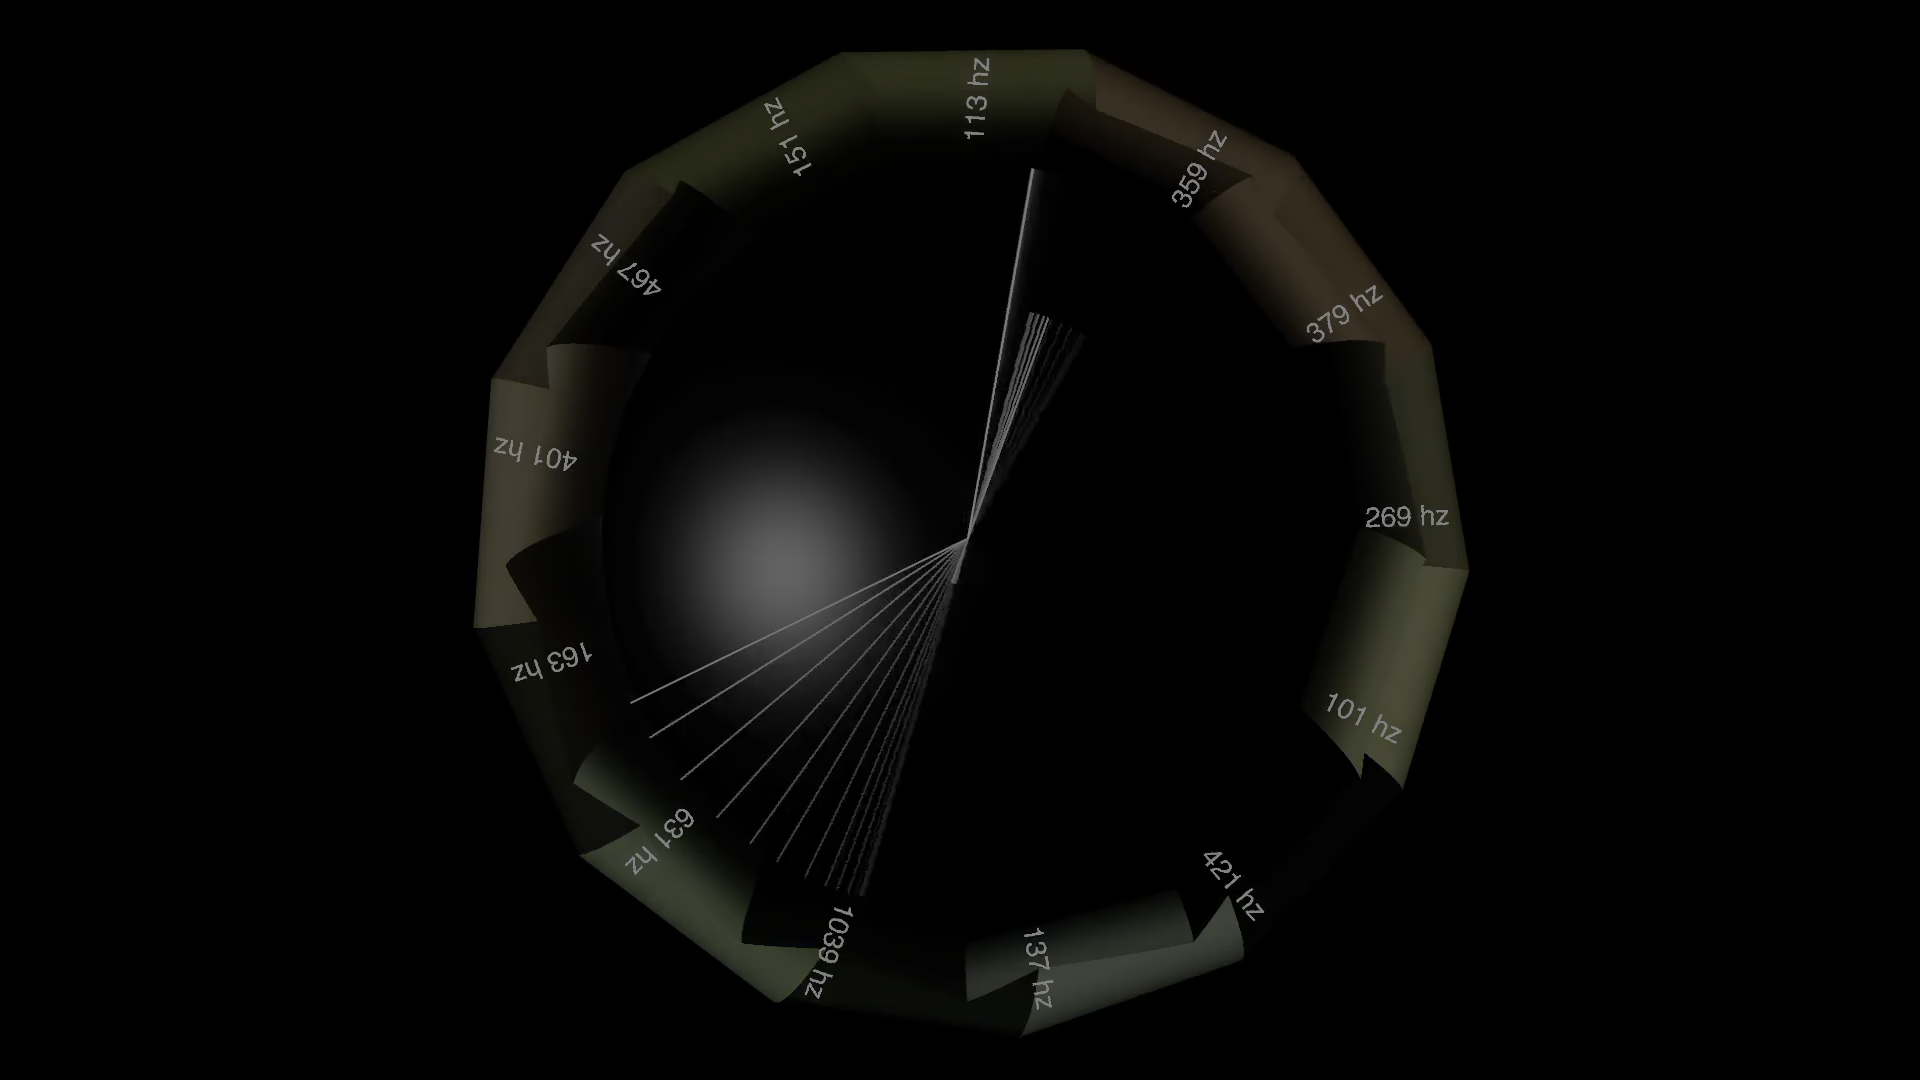 113 hz
359 hz
379 hz
269 hz
101 hz
421 hz
137 hz
1039 hz
631 hz
163 hz
401 hz
467 hz
151 hz